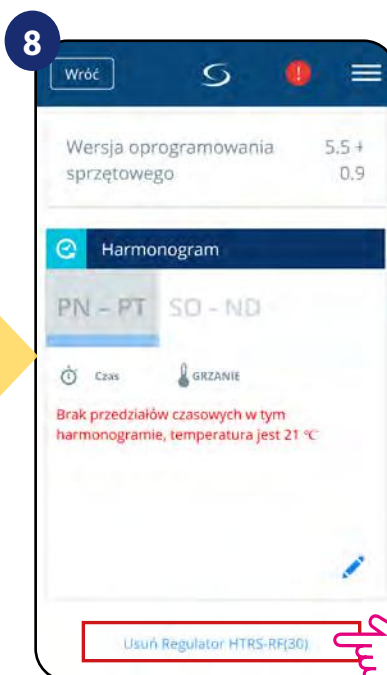 8
Wróć
Wersja oprogramowania 5.5 +
sprzętowego 0.9
Harmonogram
PN – PT SO – ND
Czas GRZANIE
Brak przedziałów czasowych w tym
harmonogramie, temperatura jest 21 °C
Usuń Regulator HTRS-RF(30)